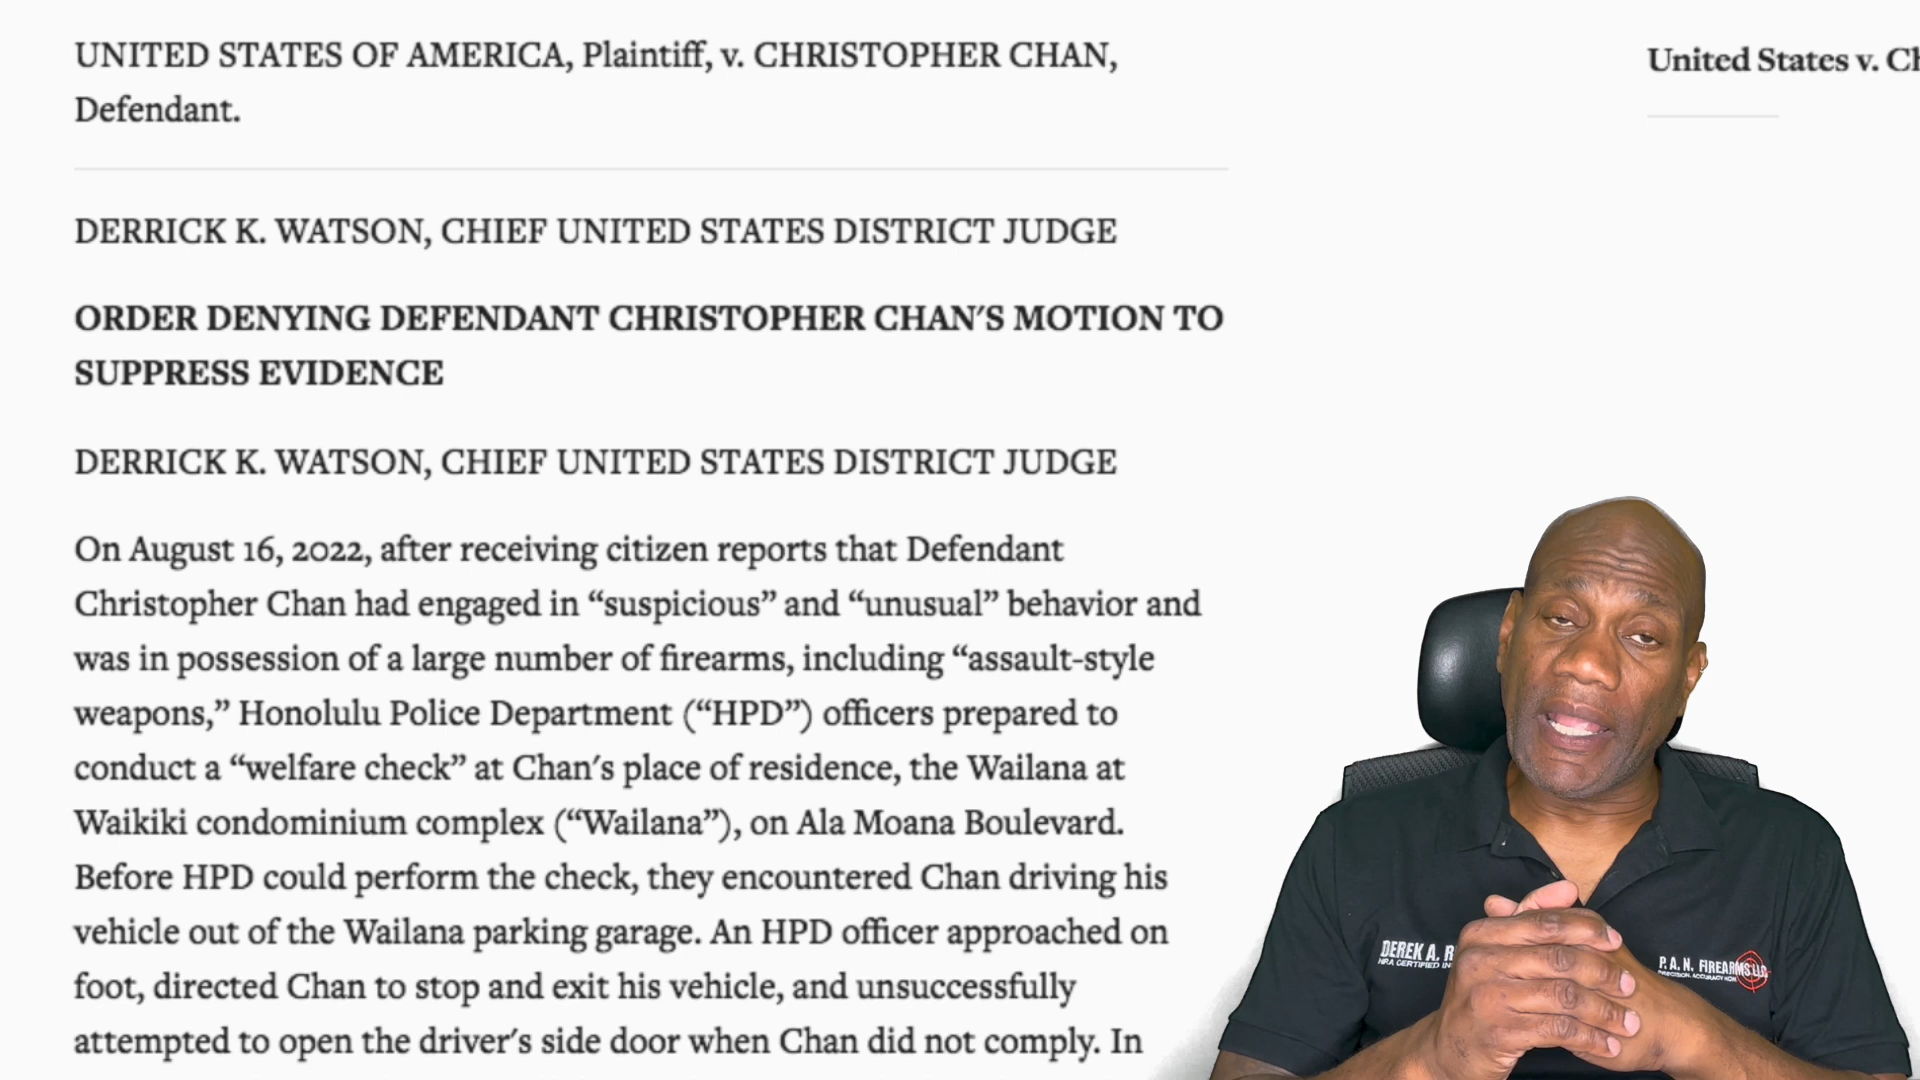 UNITED STATES OF AMERICA, Plaintiff, v. CHRISTOPHER CHAN,
Defendant.
United States v. Ch
DERRICK K. WATSON, CHIEF UNITED STATES DISTRICT JUDGE
ORDER DENYING DEFENDANT CHRISTOPHER CHAN'S MOTION TO
SUPPRESS EVIDENCE
DERRICK K. WATSON, CHIEF UNITED STATES DISTRICT JUDGE
On August 16, 2022, after receiving citizen reports that Defendant
Christopher Chan had engaged in “suspicious” and “unusual” behavior and
was in possession of a large number of firearms, including “assault-style
weapons,” Honolulu Police Department (“HPD”) officers prepared to
conduct a “welfare check” at Chan's place of residence, the Wailana at
Waikiki condominium complex (“Wailana”), on Ala Moana Boulevard.
Before HPD could perform the check, they encountered Chan driving his
vehicle out of the Wailana parking garage. An HPD officer approached on
foot, directed Chan to stop and exit his vehicle, and unsuccessfully
attempted to open the driver's side door when Chan did not comply. In
DEREK A. R
NRA CERTIFIED IN
P. A. N. FIREARMS LLC